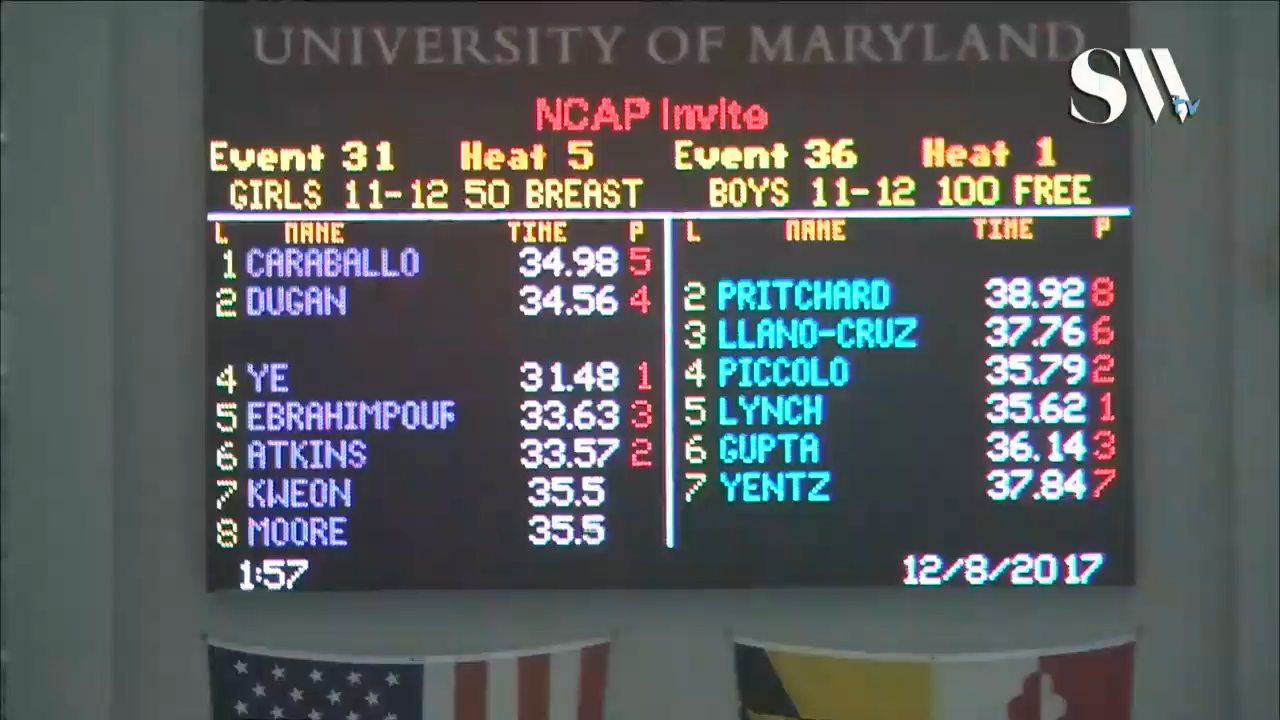 UNIVERSITY OF MARYLAND
SW tv
NCAP Invite
Event 31 Heat 5 Event 36 Heat 1
GIRLS 11-12 50 BREAST BOYS 11-12 100 FREE
L NAME TIME P L NAME TIME P
1 CARABALLO 34.98 5
2 DUGAN 34.56 4 2 PRITCHARD 38.92 8
3 LLANO-CRUZ 37.76 6
4 YE 31.48 1 4 PICCOLO 35.79 2
5 EBRAHIMPOUR 33.63 3 5 LYNCH 35.62 1
6 ATKINS 33.57 2 6 GUPTA 36.14 3
7 KWEON 35.5 7 YENTZ 37.84 7
8 MOORE 35.5
1:57 12/8/2017